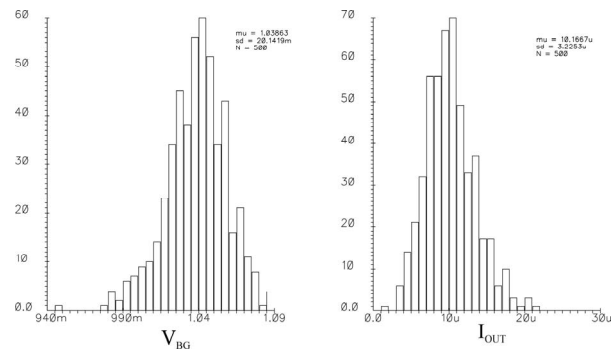 60
50
40
30
20
10
0.0
940m 990m 1.04 1.09
mu = 1.03863
sd = 20.1419m
N = 500
V_BG
70
60
50
40
30
20
10
0.0
0.0 10u 20u 30u
mu = 10.1667u
sd = 3.2283u
N = 500
I_OUT